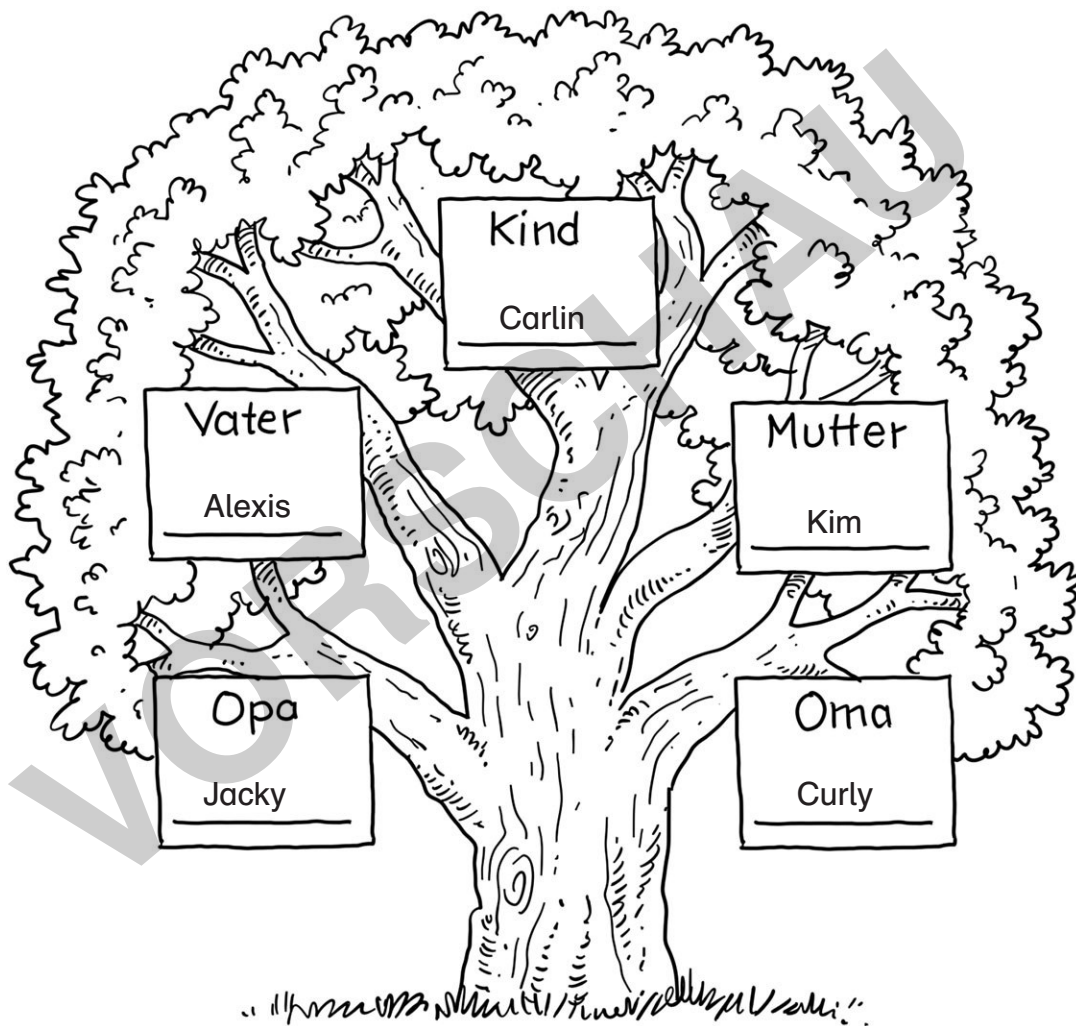 Kind
Carlin
Vater
Alexis
Mutter
Kim
Opa
Jacky
Oma
Curly
VORSCHAU